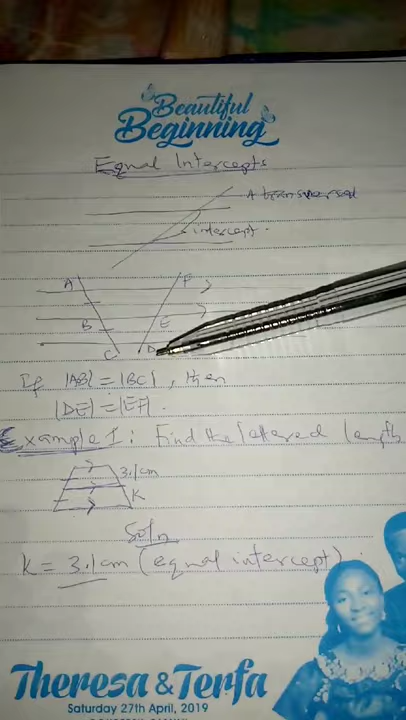 Beautiful
Beginning
Equal Intercepts
A transversal
intercept.
A F
B E
C D
If |AB| = |BC|, then
|DE| = |EF|.
Example 1: Find the lettered length
3.1cm
K
Soln
K = 3.1cm (equal intercept)
Theresa & Terfa
Saturday 27th April, 2019